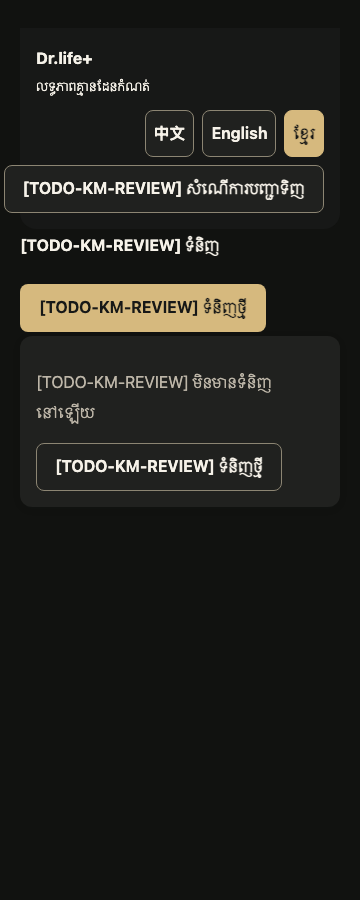 Dr.life+
លទ្ធភាពគ្មានដែនកំណត់
中文 English ខ្មែរ
[TODO-KM-REVIEW] សំណើការបញ្ជាទិញ
[TODO-KM-REVIEW] ទំនិញ
[TODO-KM-REVIEW] ទំនិញថ្មី
[TODO-KM-REVIEW] មិនមានទំនិញ
នៅឡើយ
[TODO-KM-REVIEW] ទំនិញថ្មី